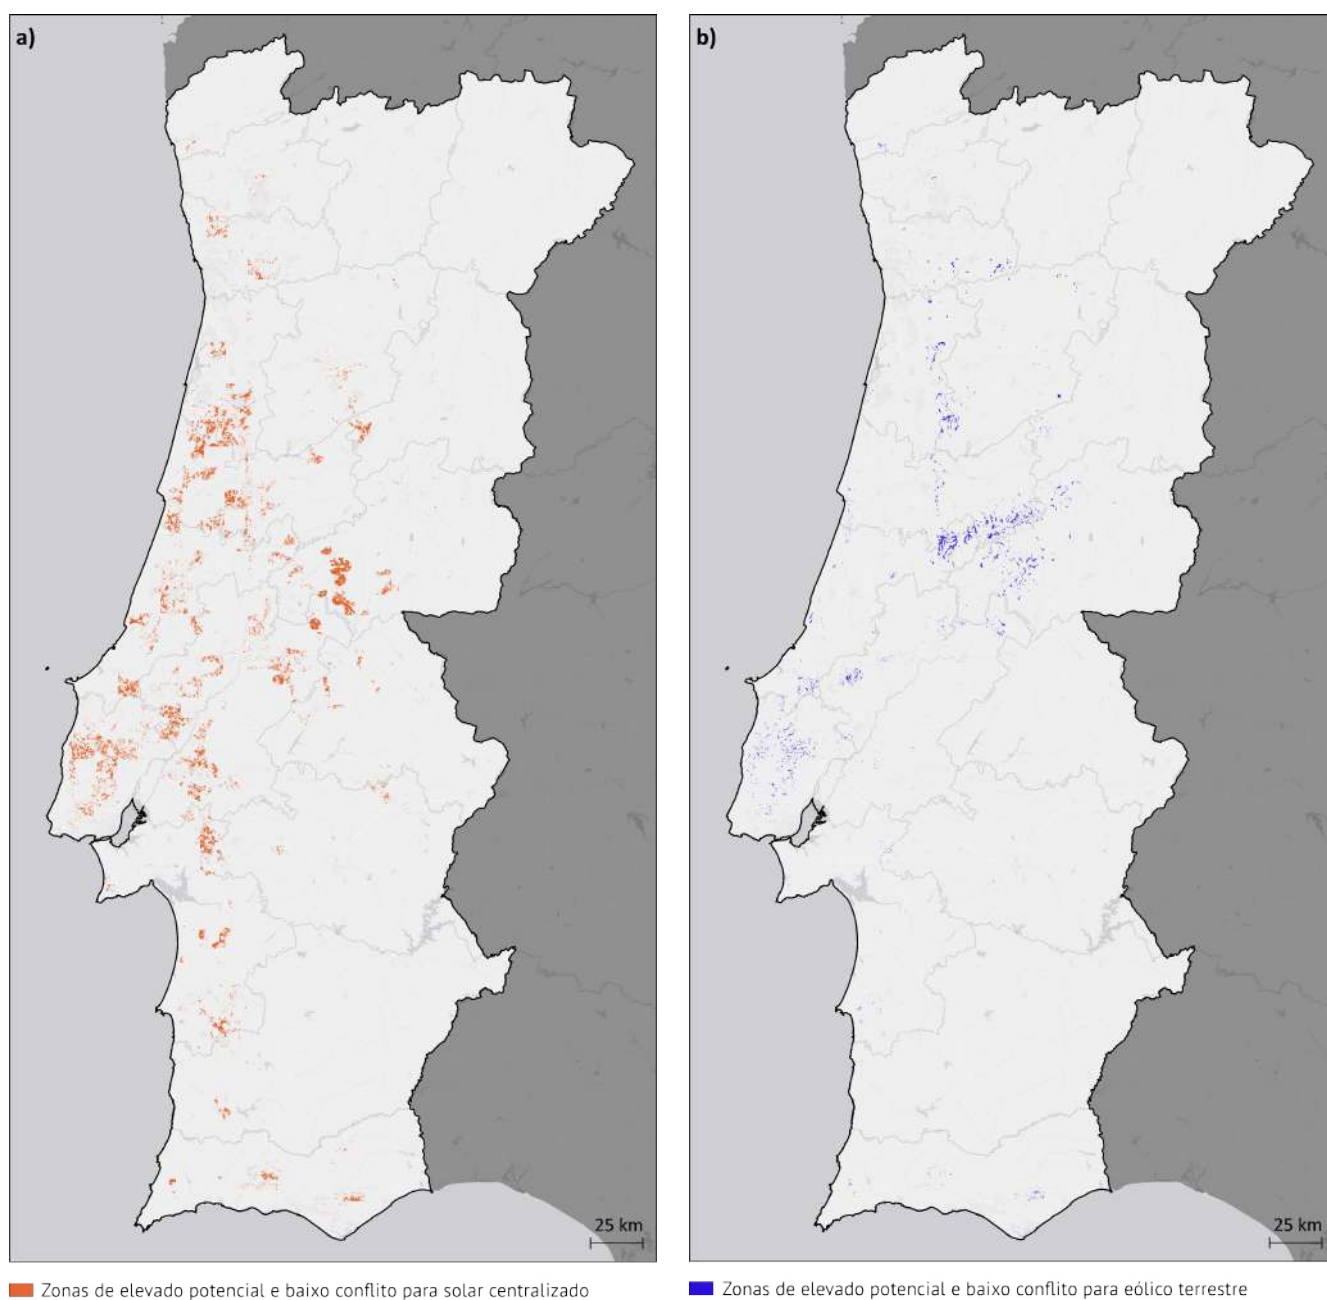 a)
b)
25 km
25 km
Zonas de elevado potencial e baixo conflito para solar centralizado
Zonas de elevado potencial e baixo conflito para eólico terrestre